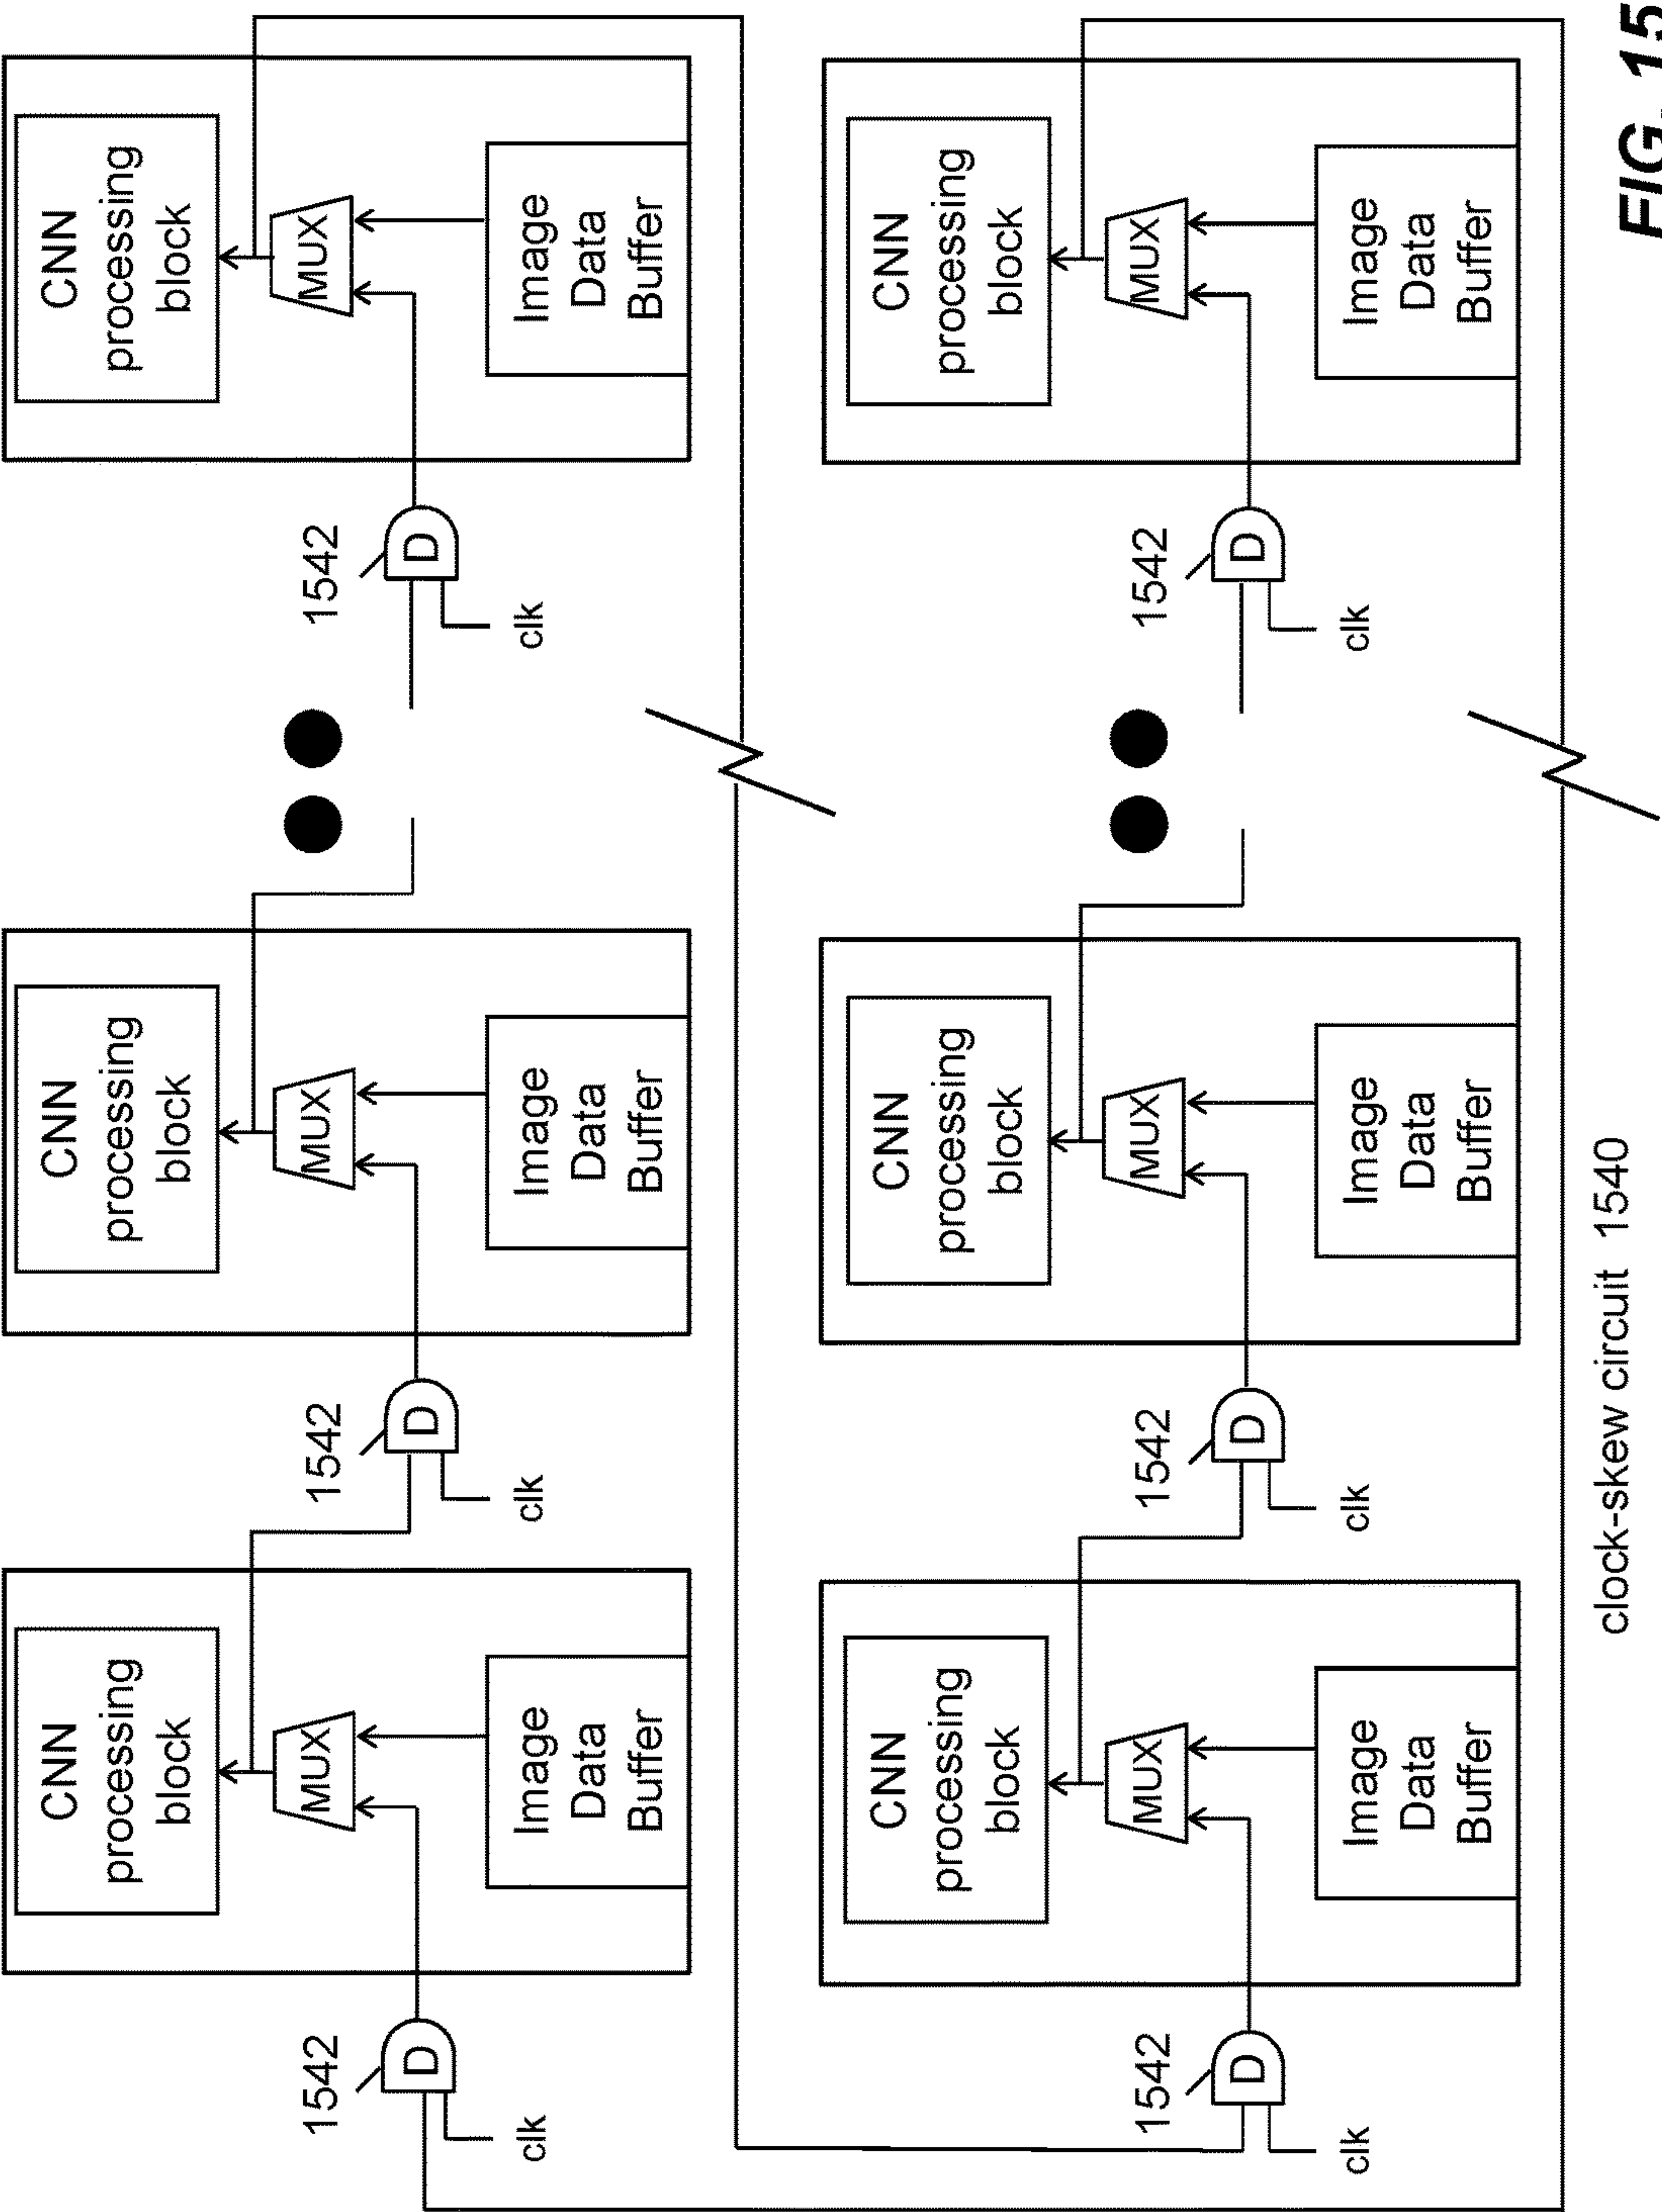 CNN
processing
block
MUX
1542
D
clk
Image
Data
Buffer
CNN
processing
block
MUX
1542
D
clk
Image
Data
Buffer
CNN
processing
block
MUX
1542
D
clk
Image
Data
Buffer
CNN
processing
block
MUX
1542
D
clk
Image
Data
Buffer
CNN
processing
block
MUX
1542
D
clk
Image
Data
Buffer
CNN
processing
block
MUX
1542
D
clk
Image
Data
Buffer
clock-skew circuit 1540
FIG. 15